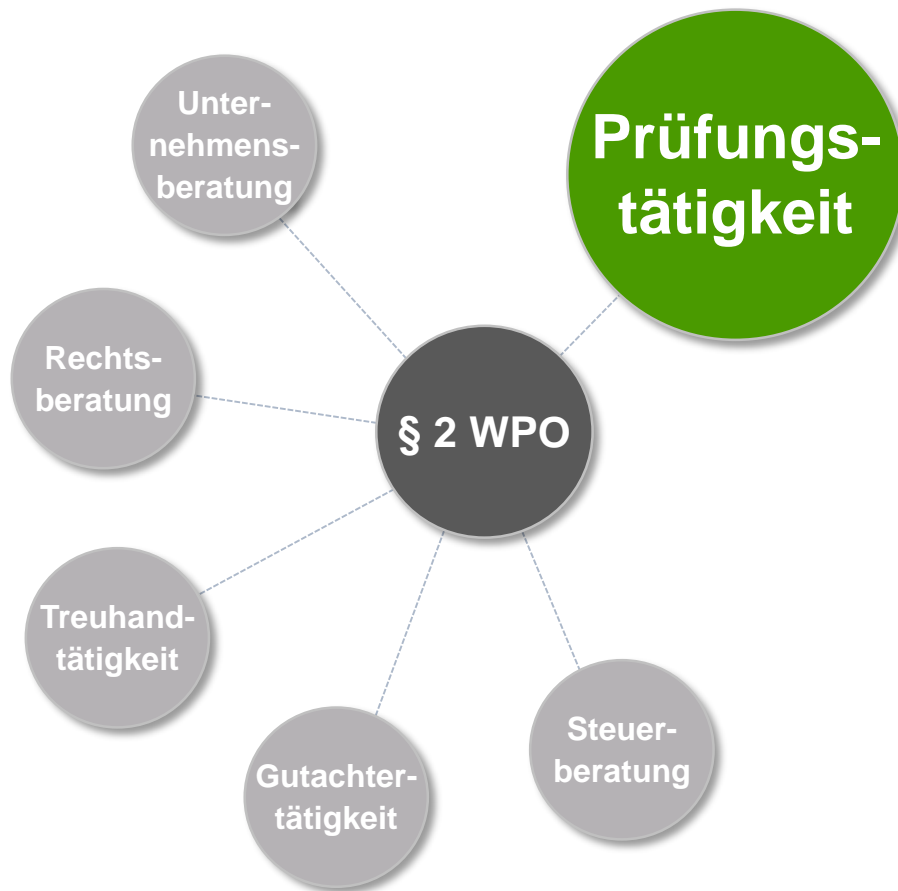 Unter-
nehmens-
beratung
Prüfungs-
tätigkeit
Rechts-
beratung
§ 2 WPO
Treuhand-
tätigkeit
Gutachter-
tätigkeit
Steuer-
beratung